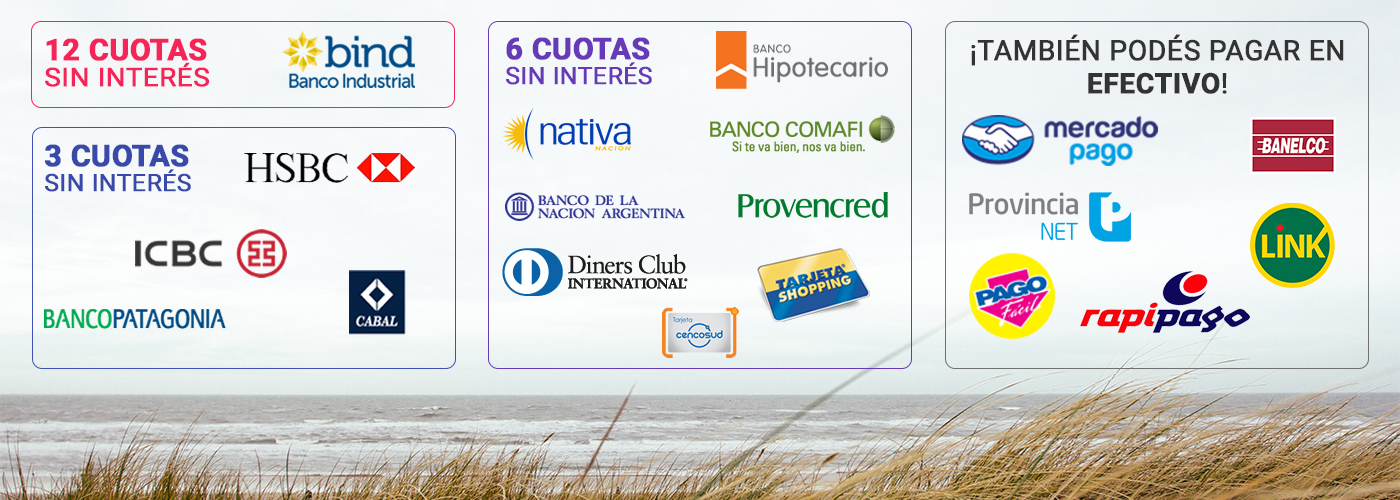 12 CUOTAS
SIN INTERÉS
bind
Banco Industrial
3 CUOTAS
SIN INTERÉS
HSBC
ICBC
BANCOPATAGONIA
CABAL
6 CUOTAS
SIN INTERÉS
BANCO
Hipotecario
nativa
NACION
BANCO COMAFI
Si te va bien, nos va bien.
BANCO DE LA
NACION ARGENTINA
Provencred
Diners Club
INTERNATIONAL®
TARJETA®
SHOPPING
Tarjeta
cencosud
¡TAMBIÉN PODÉS PAGAR EN
EFECTIVO!
mercado
pago
BANELCO
Provincia
NET
LINK
PAGO
Fácil
rapipago